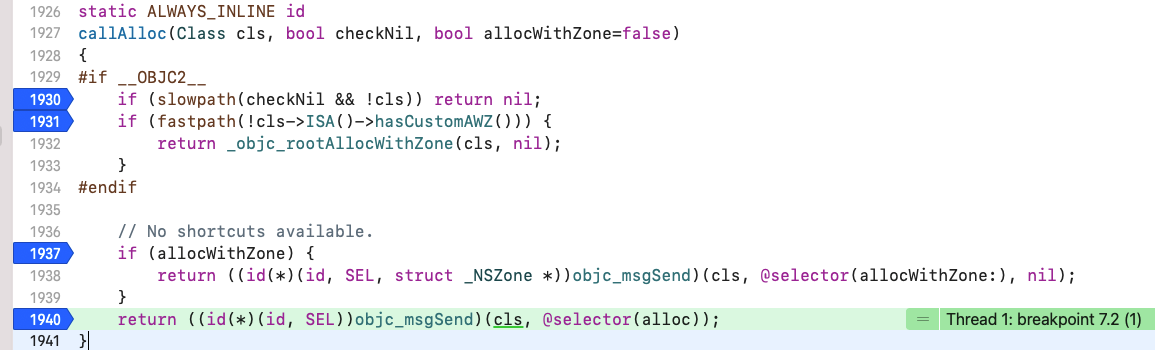 1926 static ALWAYS_INLINE id
1927 callAlloc(Class cls, bool checkNil, bool allocWithZone=false)
1928 {
1929 #if __OBJC2__
1930     if (slowpath(checkNil && !cls)) return nil;
1931     if (fastpath(!cls->ISA()->hasCustomAWZ())) {
1932         return _objc_rootAllocWithZone(cls, nil);
1933     }
1934 #endif
1935
1936     // No shortcuts available.
1937     if (allocWithZone) {
1938         return ((id(*)(id, SEL, struct _NSZone *))objc_msgSend)(cls, @selector(allocWithZone:), nil);
1939     }
1940     return ((id(*)(id, SEL))objc_msgSend)(cls, @selector(alloc)); = Thread 1: breakpoint 7.2 (1)
1941 }